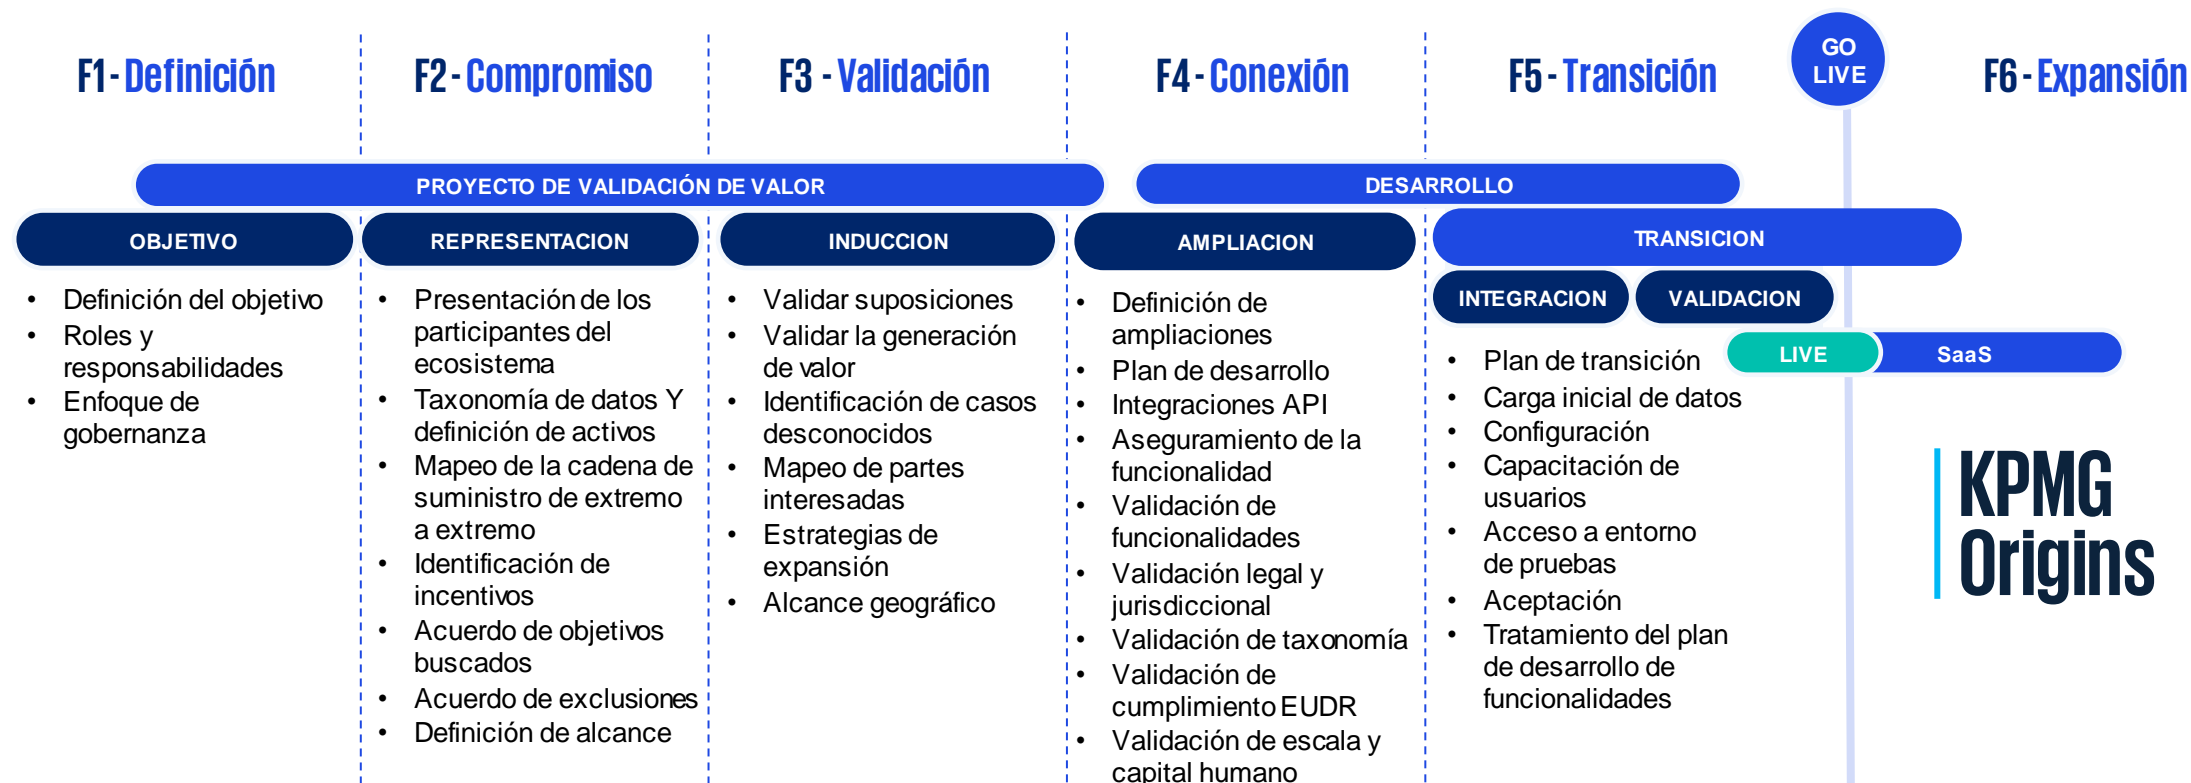 F1 - Definición
F2 - Compromiso
F3 - Validación
F4 - Conexión
F5 - Transición
GO
LIVE
F6 - Expansión
PROYECTO DE VALIDACIÓN DE VALOR
DESARROLLO
OBJETIVO
REPRESENTACION
INDUCCION
AMPLIACION
TRANSICION
INTEGRACION
VALIDACION
LIVE
SaaS
• Definición del objetivo
• Roles y
responsabilidades
• Enfoque de
gobernanza
• Presentación de los
participantes del
ecosistema
• Taxonomía de datos Y
definición de activos
• Mapeo de la cadena de
suministro de extremo
a extremo
• Identificación de
incentivos
• Acuerdo de objetivos
buscados
• Acuerdo de exclusiones
• Definición de alcance
• Validar suposiciones
• Validar la generación
de valor
• Identificación de casos
desconocidos
• Mapeo de partes
interesadas
• Estrategias de
expansión
• Alcance geográfico
• Definición de
ampliaciones
• Plan de desarrollo
• Integraciones API
• Aseguramiento de la
funcionalidad
• Validación de
funcionalidades
• Validación legal y
jurisdiccional
• Validación de taxonomía
• Validación de
cumplimiento EUDR
• Validación de escala y
capital humano
• Plan de transición
• Carga inicial de datos
• Configuración
• Capacitación de
usuarios
• Acceso a entorno
de pruebas
• Aceptación
• Tratamiento del plan
de desarrollo de
funcionalidades
KPMG
Origins